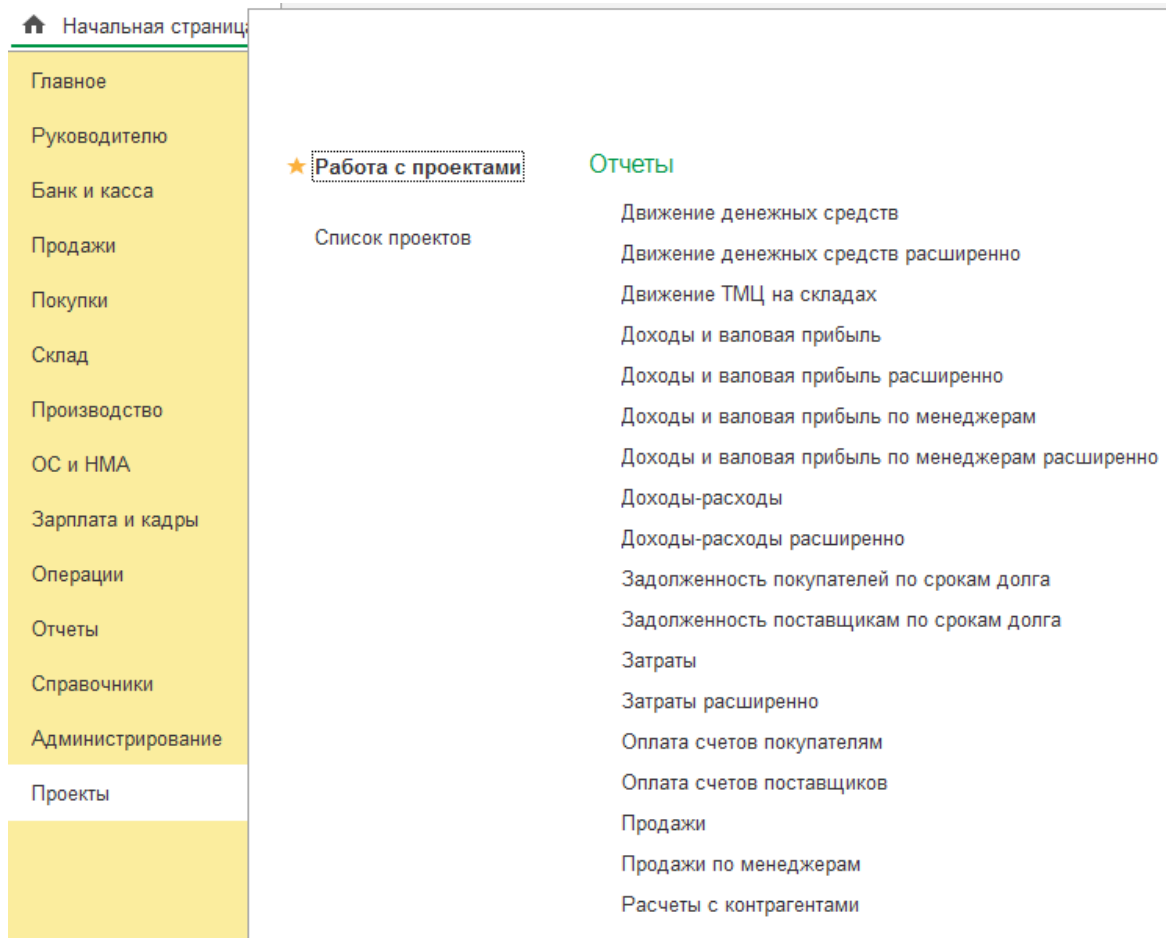 Начальная страница
Главное
Руководителю
Банк и касса
Продажи
Покупки
Склад
Производство
ОС и НМА
Зарплата и кадры
Операции
Отчеты
Справочники
Администрирование
Проекты
Работа с проектами
Список проектов
Отчеты
Движение денежных средств
Движение денежных средств расширенно
Движение ТМЦ на складах
Доходы и валовая прибыль
Доходы и валовая прибыль расширенно
Доходы и валовая прибыль по менеджерам
Доходы и валовая прибыль по менеджерам расширенно
Доходы-расходы
Доходы-расходы расширенно
Задолженность покупателей по срокам долга
Задолженность поставщикам по срокам долга
Затраты
Затраты расширенно
Оплата счетов покупателям
Оплата счетов поставщиков
Продажи
Продажи по менеджерам
Расчеты с контрагентами